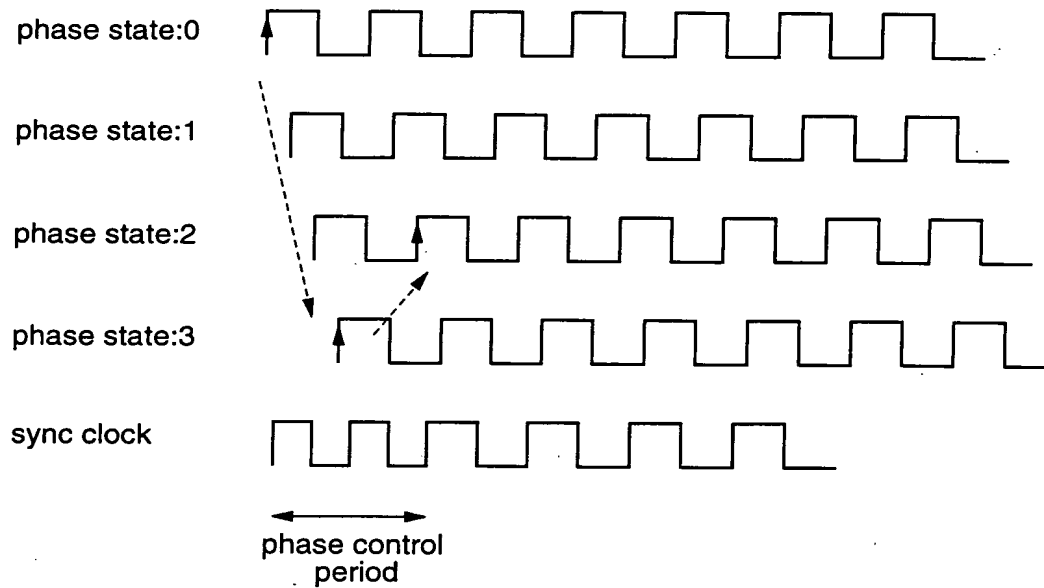 phase state:0
phase state:1
phase state:2
phase state:3
sync clock
phase control
period